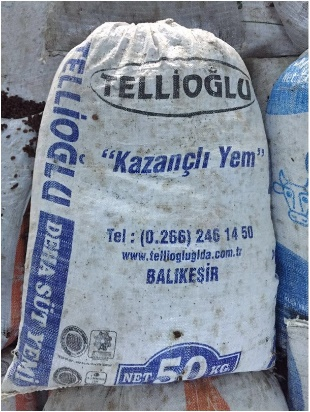 TELLİOĞLU
"Kazançlı Yem"
Tel : (0.266) 246 14 50
www.tellioglugida.com.tr
BALIKESİR
NET 50 KG
TELLİOĞLU DEHA SÜT YEMİ